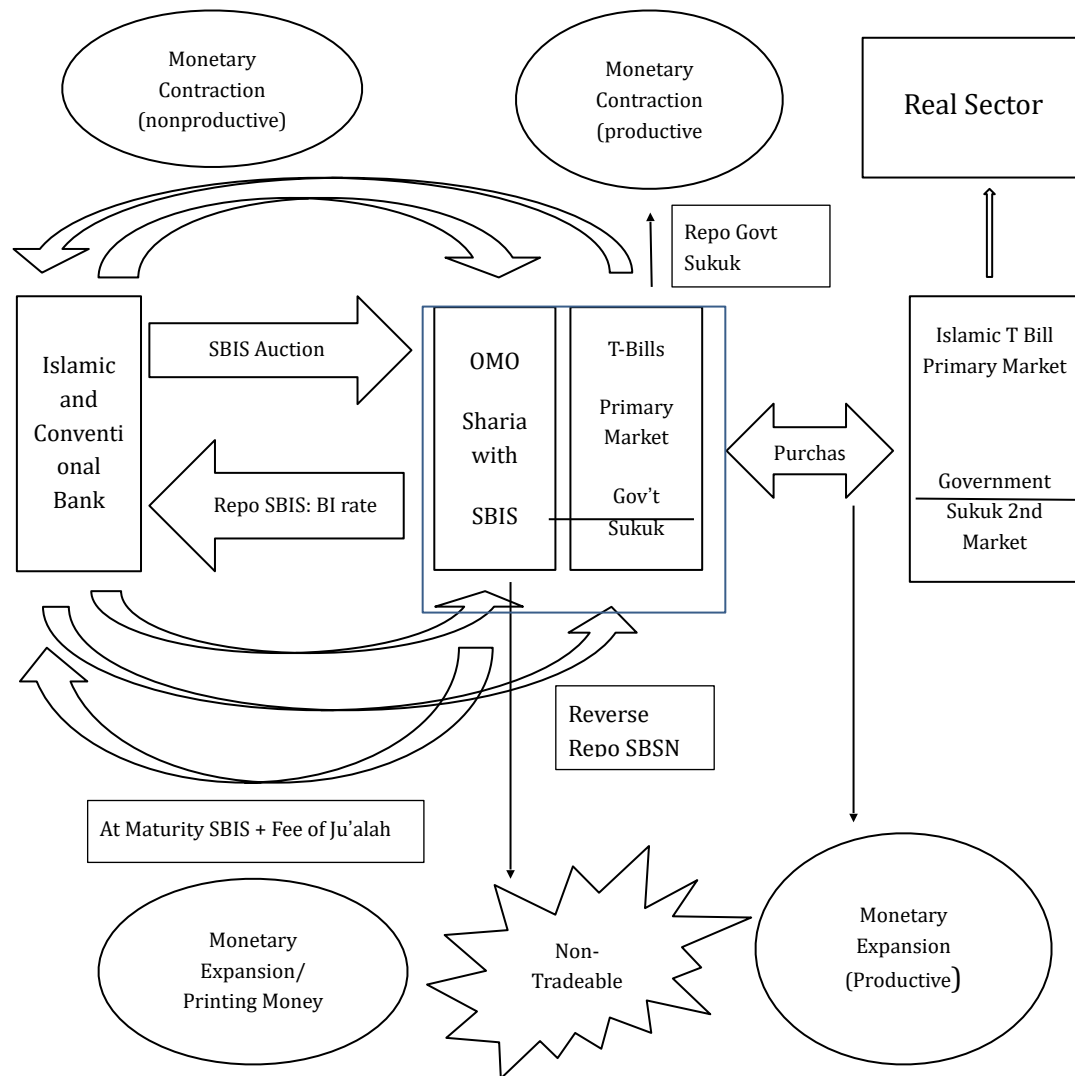 Monetary
Contraction
(nonproductive)
Monetary
Contraction
(productive
Real Sector
Repo Govt
Sukuk
Islamic
and
Conventi
onal
Bank
SBIS Auction
Repo SBIS: BI rate
OMO
Sharia
with
SBIS
T-Bills
Primary
Market
Gov't
Sukuk
Purchas
Islamic T Bill
Primary Market
Government
Sukuk 2nd
Market
Reverse
Repo SBSN
At Maturity SBIS + Fee of Ju'alah
Monetary
Expansion/
Printing Money
Non-
Tradeable
Monetary
Expansion
(Productive)